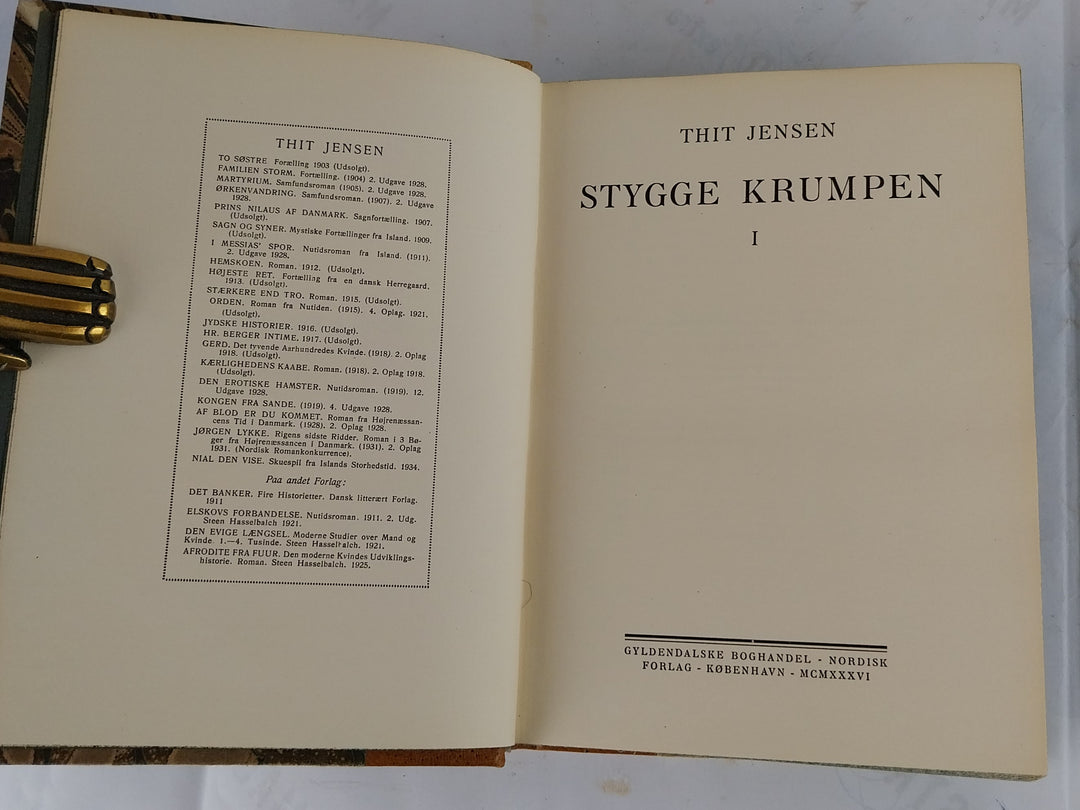 THIT JENSEN
TO SØSTRE Forælling 1903 (Udsolgt).
FAMILIEN STORM. Fortælling. (1904) 2. Udgave 1928.
MARTYRIUM. Samfundsroman (1905). 2. Udgave 1928.
ØRKENVANDRING. Samfundsroman. (1907). 2. Udgave
1928.
PRINS NILAUS AF DANMARK. Sagnfortælling. 1907.
(Udsolgt).
SAGN OG SYNER. Mystiske Fortællinger fra Island. 1909.
(Udsolgt).
I MESSIAS' SPOR. Nutidsroman fra Island. (1911).
2. Udgave 1928.
HEMSKOEN. Roman. 1912. (Udsolgt).
HØJESTE RET. Fortælling fra en dansk Herregaard.
1913. (Udsolgt).
STÆRKERE END TRO. Roman. 1915. (Udsolgt).
ORDEN. Roman fra Nutiden. (1915). 4. Oplag. 1921.
(Udsolgt).
JYDSKE HISTORIER. 1916. (Udsolgt).
HR. BERGER INTIME. 1917. (Udsolgt).
GERD. Det tyvende Aarhundredes Kvinde. (1918). 2. Oplag
1918. (Udsolgt).
KÆRLIGHEDENS KAABE. Roman. (1918). 2. Oplag 1918.
(Udsolgt).
DEN EROTISKE HAMSTER. Nutidsroman. (1919). 12.
Udgave 1928.
KONGEN FRA SANDE. (1919). 4. Udgave 1928.
AF BLOD ER DU KOMMET. Roman fra Højrenæssan-
cens Tid i Danmark. (1928). 2. Oplag 1928.
JØRGEN LYKKE. Rigens sidste Ridder. Roman i 3 Bø-
ger fra Højrenæssancen i Danmark. (1931). 2. Oplag
1931. (Nordisk Romankonkurrence).
NIAL DEN VISE. Skuespil fra Islands Storhedstid. 1934.
Paa andet Forlag:
DET BANKER. Fire Historietter. Dansk litterært Forlag.
1911
ELSKOVS FORBANDELSE. Nutidsroman. 1911. 2. Udg.
Steen Hasselbalch 1921.
DEN EVIGE LÆNGSEL. Moderne Studier over Mand og
Kvinde. 1.—4. Tusinde. Steen Hasselbalch. 1921.
AFRODITE FRA FUUR. Den moderne Kvindes Udviklings-
historie. Roman. Steen Hasselbalch. 1925.
THIT JENSEN
STYGGE KRUMPEN
I
GYLDENDALSKE BOGHANDEL - NORDISK
FORLAG - KØBENHAVN - MCMXXXVI